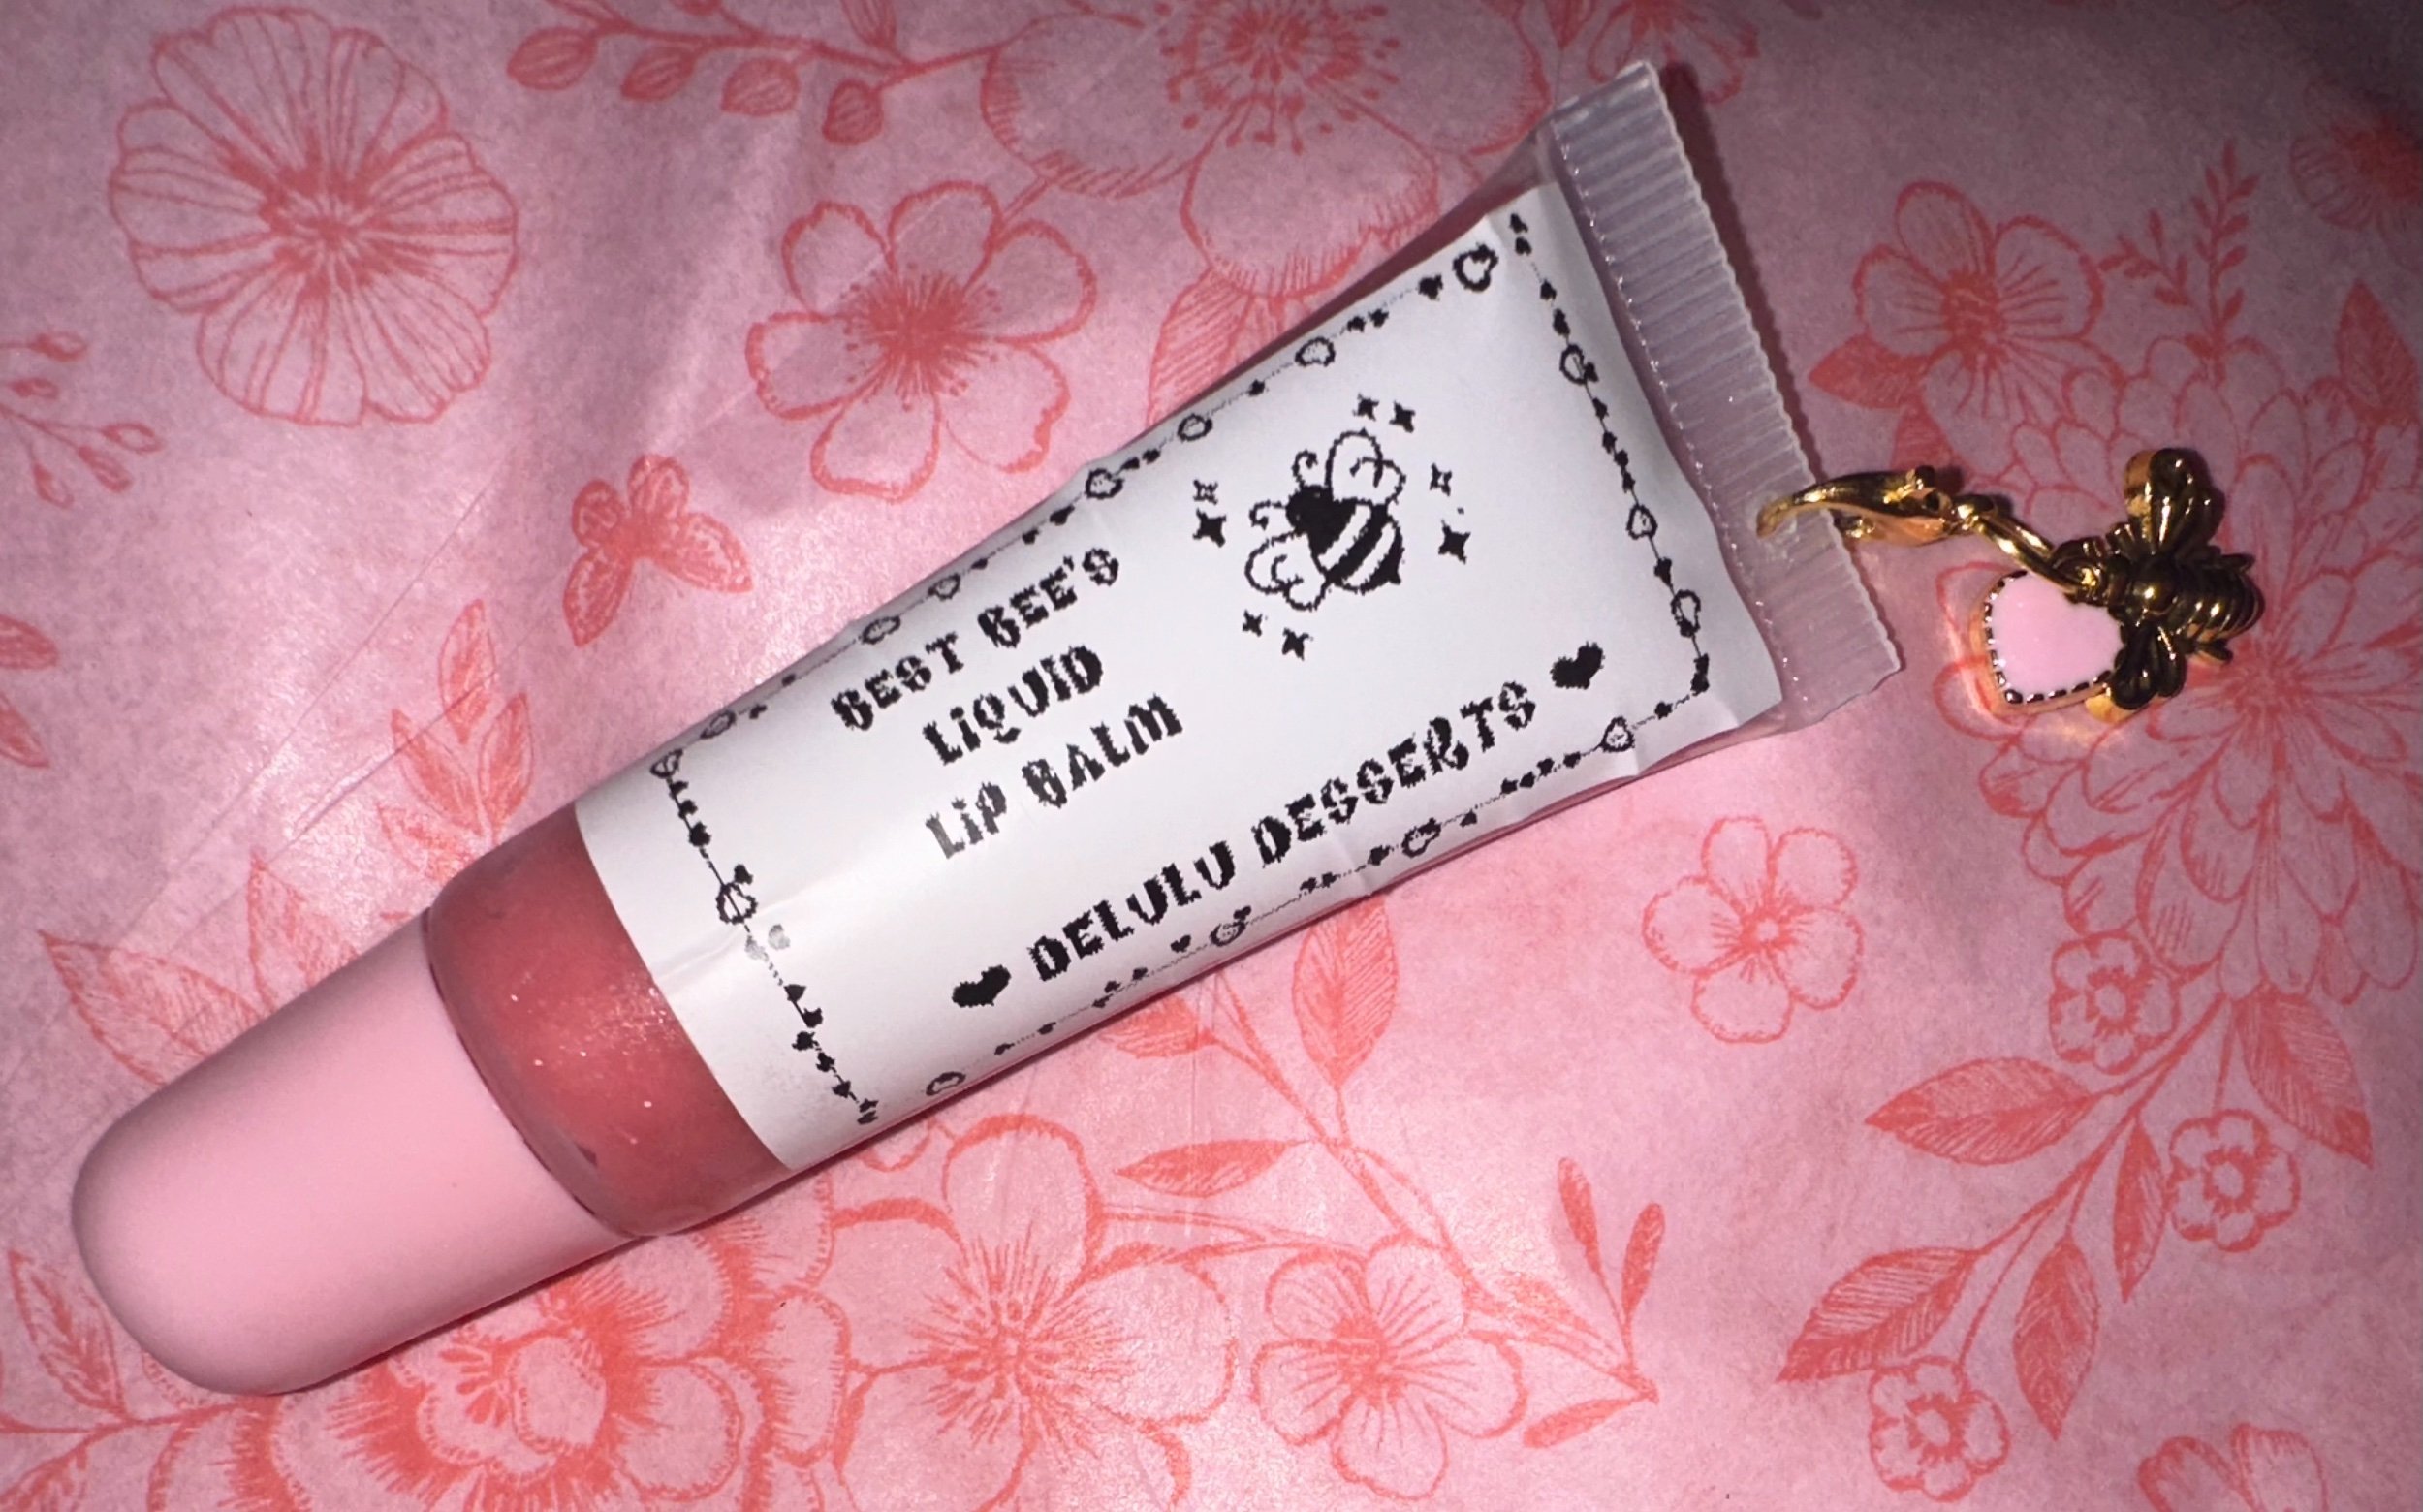 BEST BEE'S
LiQUiD
LiP BALM
DELULU DESSERTS